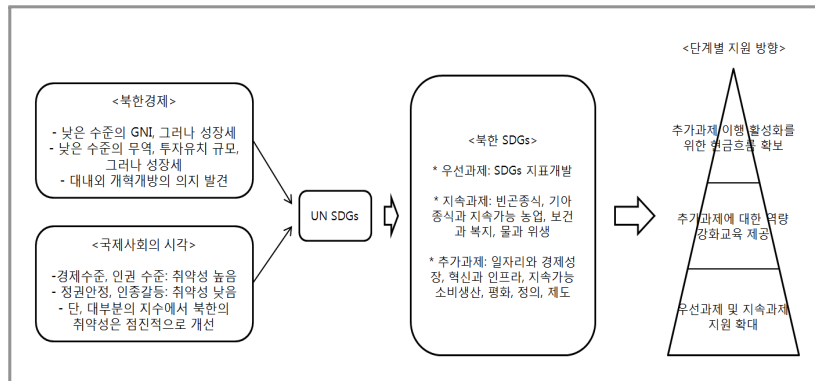 <북한경제>
- 낮은 수준의 GNI, 그러나 성장세
- 낮은 수준의 무역, 투자유치 규모,
그러나 성장세
- 대내외 개혁개방의 의지 발견
<국제사회의 시각>
-경제수준, 인권 수준: 취약성 높음
- 정권안정, 인종갈등: 취약성 낮음
- 단, 대부분의 지수에서 북한의
취약성은 점진적으로 개선
UN SDGs
<북한 SDGs>
* 우선과제: SDGs 지표개발
* 지속과제: 빈곤종식, 기아
종식과 지속가능 농업, 보건
과 복지, 물과 위생
* 추가과제: 일자리와 경제성
장, 혁신과 인프라, 지속가능
소비생산, 평화, 정의, 제도
<단계별 지원 방향>
추가과제 이행 활성화를
위한 현금흐름 확보
추가과제에 대한 역량
강화교육 제공
우선과제 및 지속과제
지원 확대